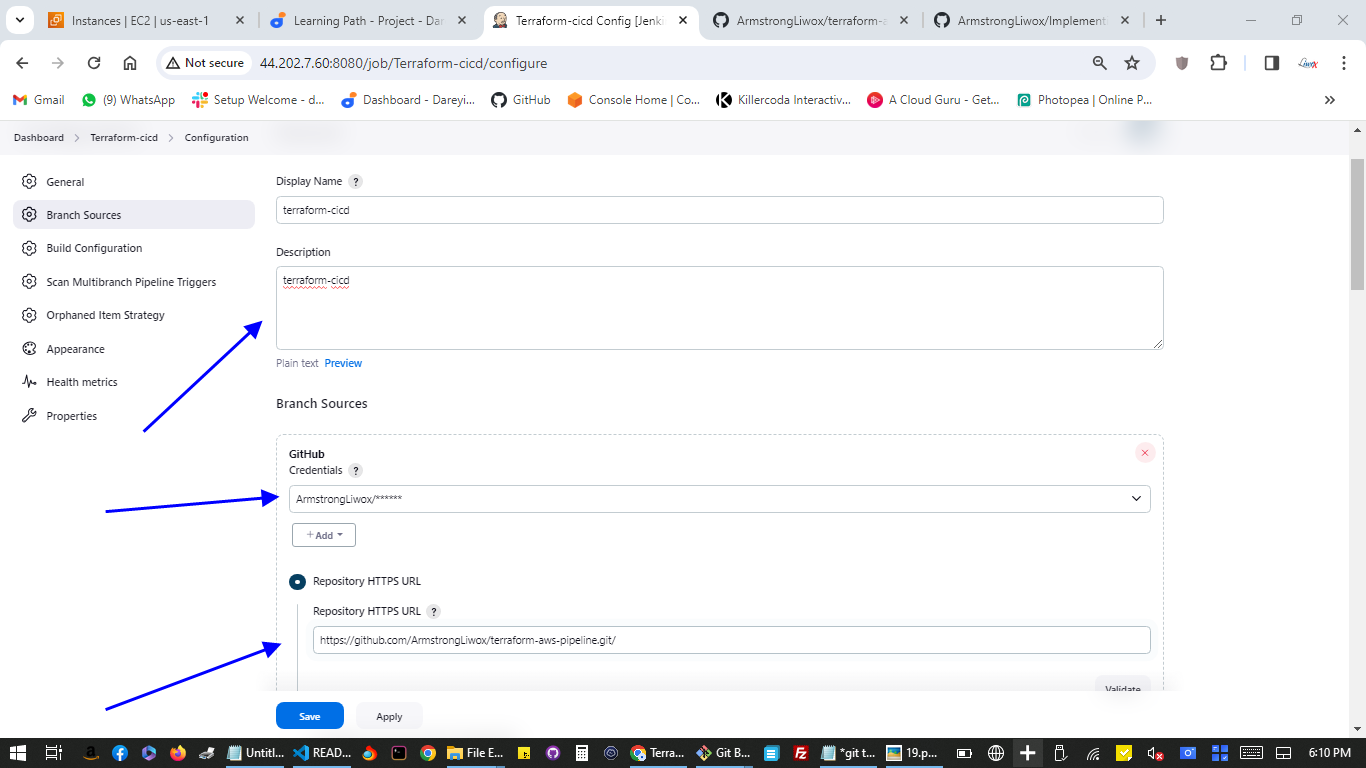 Instances | EC2 | us-east-1
Learning Path - Project - Dar
Terraform-cicd Config [Jenki
ArmstrongLiwox/terraform-a
ArmstrongLiwox/Implement
Not secure
44.202.7.60:8080/job/Terraform-cicd/configure
Gmail
(9) WhatsApp
Setup Welcome - d...
Dashboard - Dareyi...
GitHub
Console Home | Co...
Killercoda Interactiv...
A Cloud Guru - Get...
Photopea | Online P...
Dashboard
Terraform-cicd
Configuration
General
Branch Sources
Build Configuration
Scan Multibranch Pipeline Triggers
Orphaned Item Strategy
Appearance
Health metrics
Properties
Display Name ?
terraform-cicd
Description
terraform-cicd
Plain text Preview
Branch Sources
GitHub
Credentials ?
ArmstrongLiwox/******
+ Add
Repository HTTPS URL
Repository HTTPS URL ?
https://github.com/ArmstrongLiwox/terraform-aws-pipeline.git/
Validate
Save
Apply
Untitl...
READ...
File E...
Terra...
Git B...
*git t...
19.p...
6:10 PM